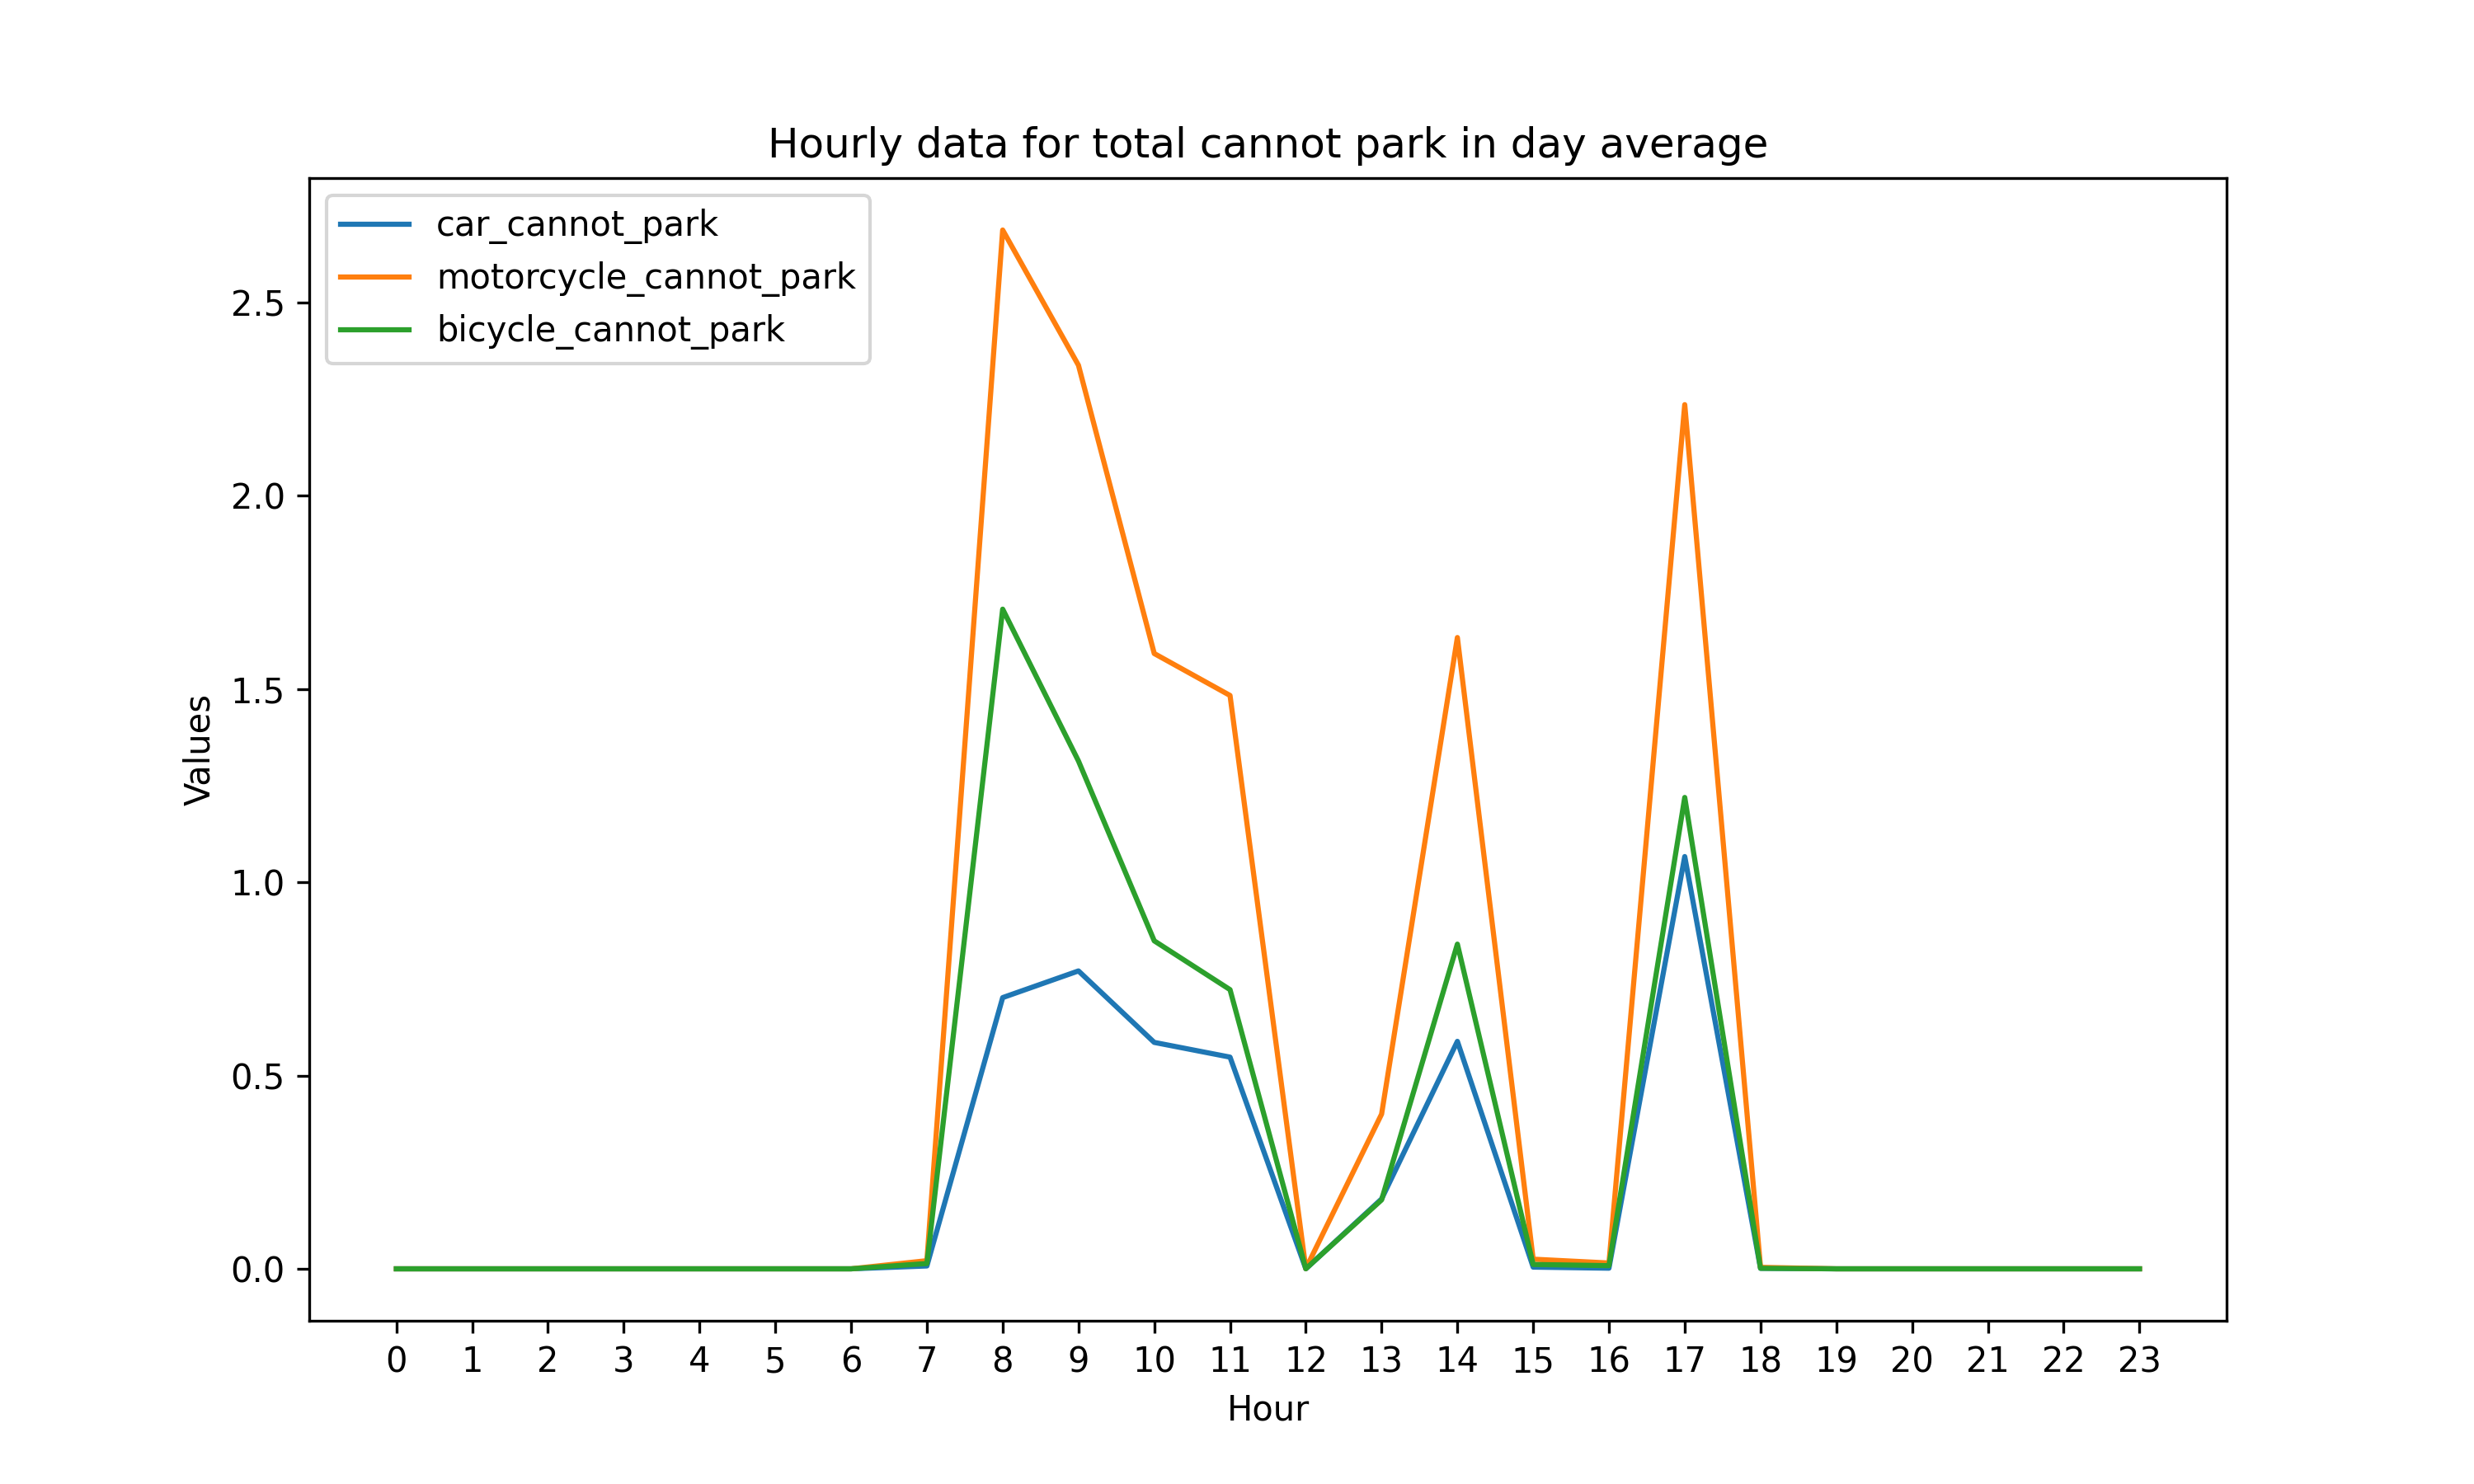 Hourly data for total cannot park in day average
car_cannot_park
motorcycle_cannot_park
bicycle_cannot_park
2.5
2.0
1.5
1.0
0.5
0.0
Values
0 1 2 3 4 5 6 7 8 9 10 11 12 13 14 15 16 17 18 19 20 21 22 23
Hour